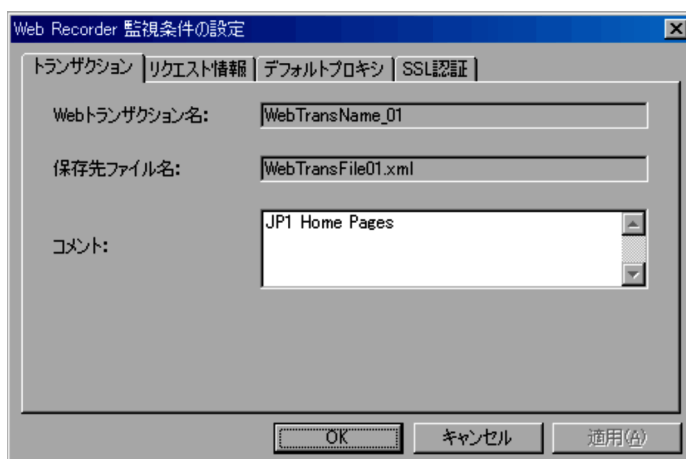 Web Recorder 監視条件の設定
トランザクション リクエスト情報 デフォルトプロキシ SSL認証
Webトランザクション名: WebTransName_01
保存先ファイル名: WebTransFile01.xml
コメント: JP1 Home Pages
OK キャンセル 適用(A)